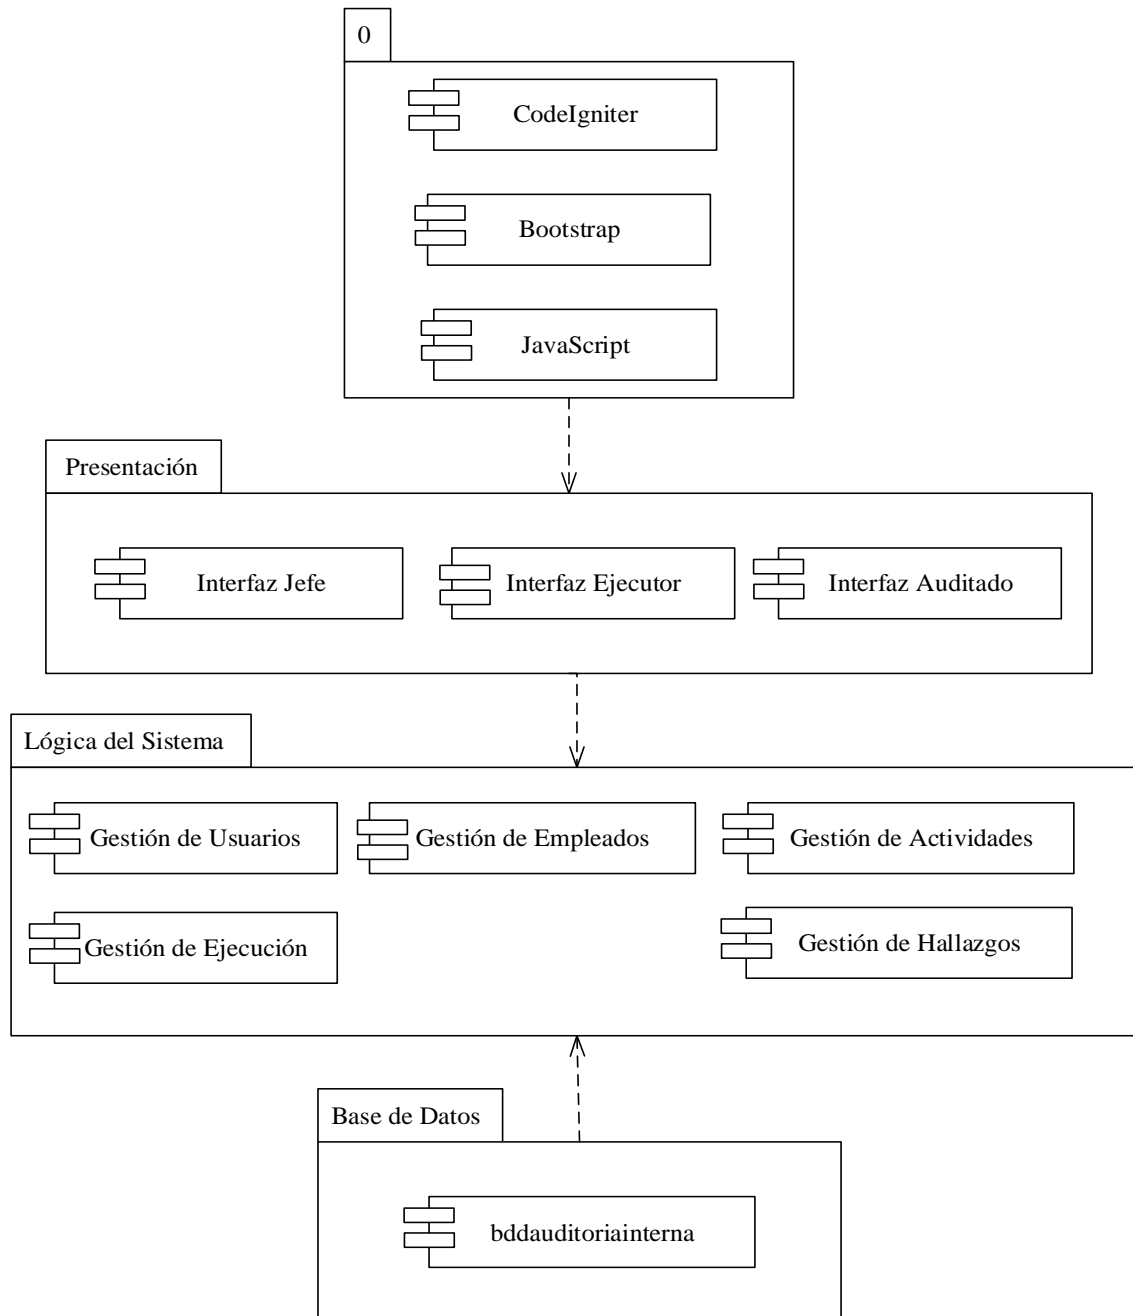 0
CodeIgniter
Bootstrap
JavaScript
Presentación
Interfaz Jefe
Interfaz Ejecutor
Interfaz Auditado
Lógica del Sistema
Gestión de Usuarios
Gestión de Empleados
Gestión de Actividades
Gestión de Ejecución
Gestión de Hallazgos
Base de Datos
bddauditoriainterna